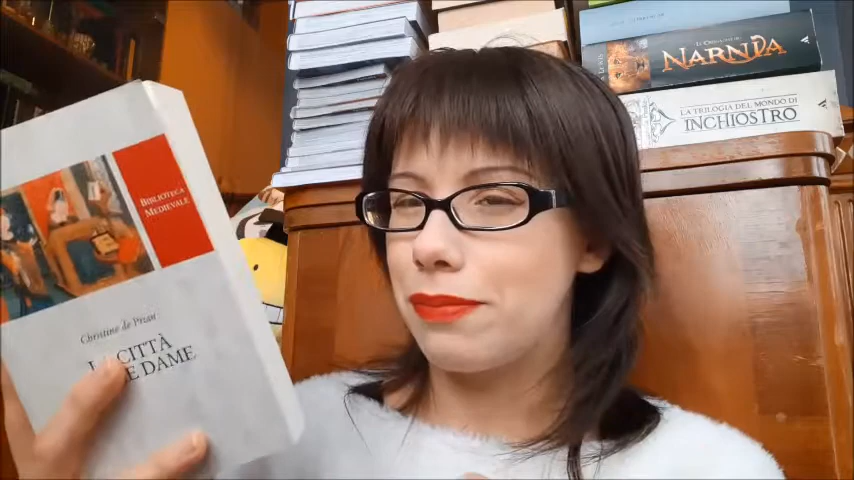 BIBLIOTECA
MEDIEVALE
Christine de Pizan
CITTÀ
DAME
NARNIA
LA TRILOGIA DEL MONDO DI
INCHIOSTRO